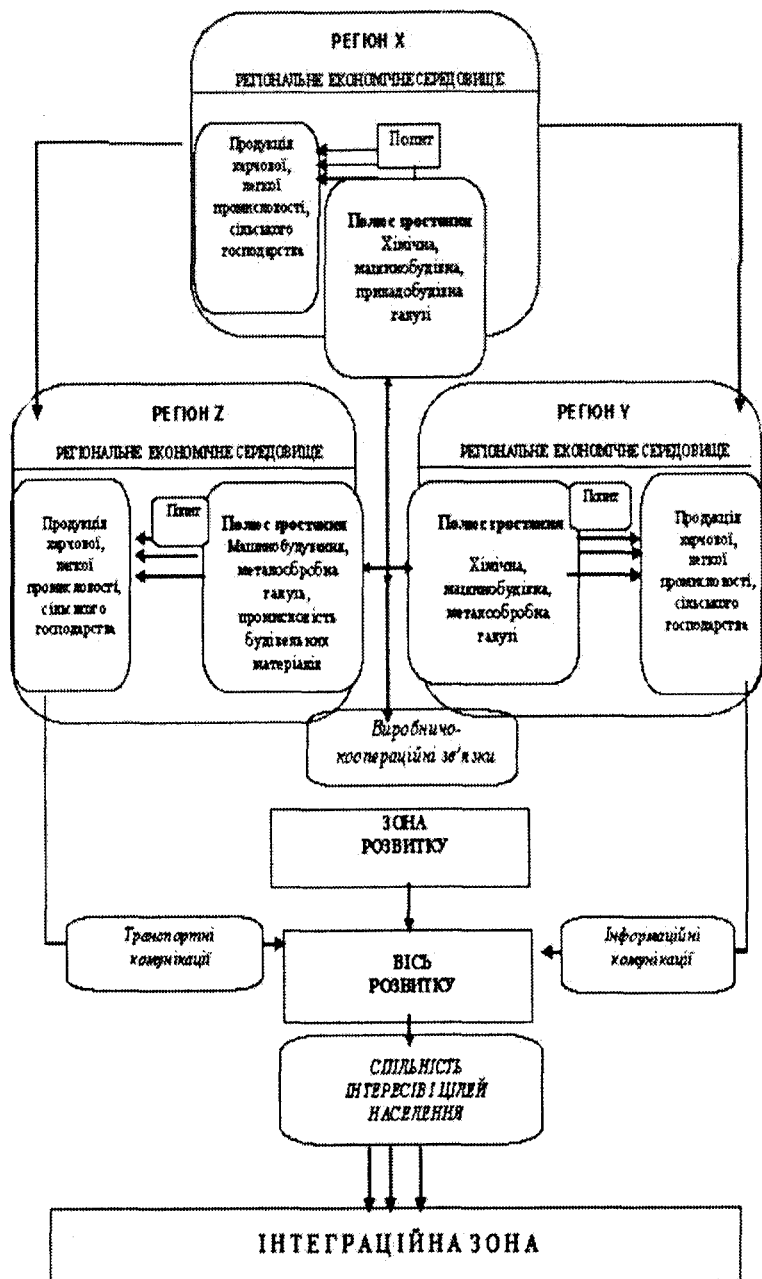 РЕГІОН X
РЕГІОНАЛЬНЕ ЕКОНОМІЧНЕ СЕРЕДОВИЩЕ
Попит
Продукція
харчової,
легкої
промисловості,
сільського
господарства
Полюс зростання
Хімічна,
машинобудівна,
приладобудівна
галузі
РЕГІОН Z
РЕГІОНАЛЬНЕ ЕКОНОМІЧНЕ СЕРЕДОВИЩЕ
Продукція
харчової,
легкої
промисловості,
сільського
господарства
Попит
Полюс зростання
Машинобудування,
металообробна
галузь,
промисловість
будівельних
матеріалів
РЕГІОН Y
РЕГІОНАЛЬНЕ ЕКОНОМІЧНЕ СЕРЕДОВИЩЕ
Полюс зростання
Хімічна,
машинобудівна,
металообробна
галузі
Попит
Продукція
харчової,
легкої
промисловості,
сільського
господарства
Виробничо-
коопераційні зв'язки
ЗОНА
РОЗВИТКУ
Транспортні
комунікації
ВІСЬ
РОЗВИТКУ
Інформаційні
комунікації
СПІЛЬНІСТЬ
ІНТЕРЕСІВ І ЦІЛЕЙ
НАСЕЛЕННЯ
ІНТЕГРАЦІЙНА ЗОНА